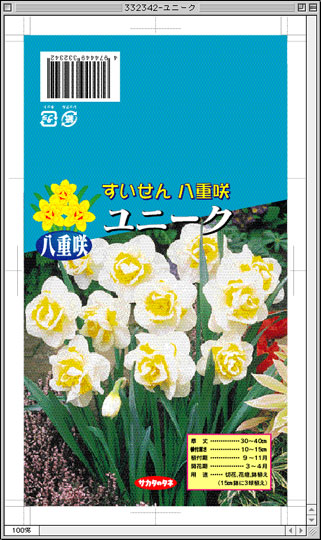 332342-ユニーク
4 974449 332342
すいせん 八重咲
ユニーク
八重咲
草丈 ………… 30～40cm
植付深さ ………… 10～15cm
植付期 ………… 9～11月
開花期 ………… 3～4月
用途 …… 切花、花壇、鉢植え
(15cm鉢に3球植え)
サカタのタネ
100%